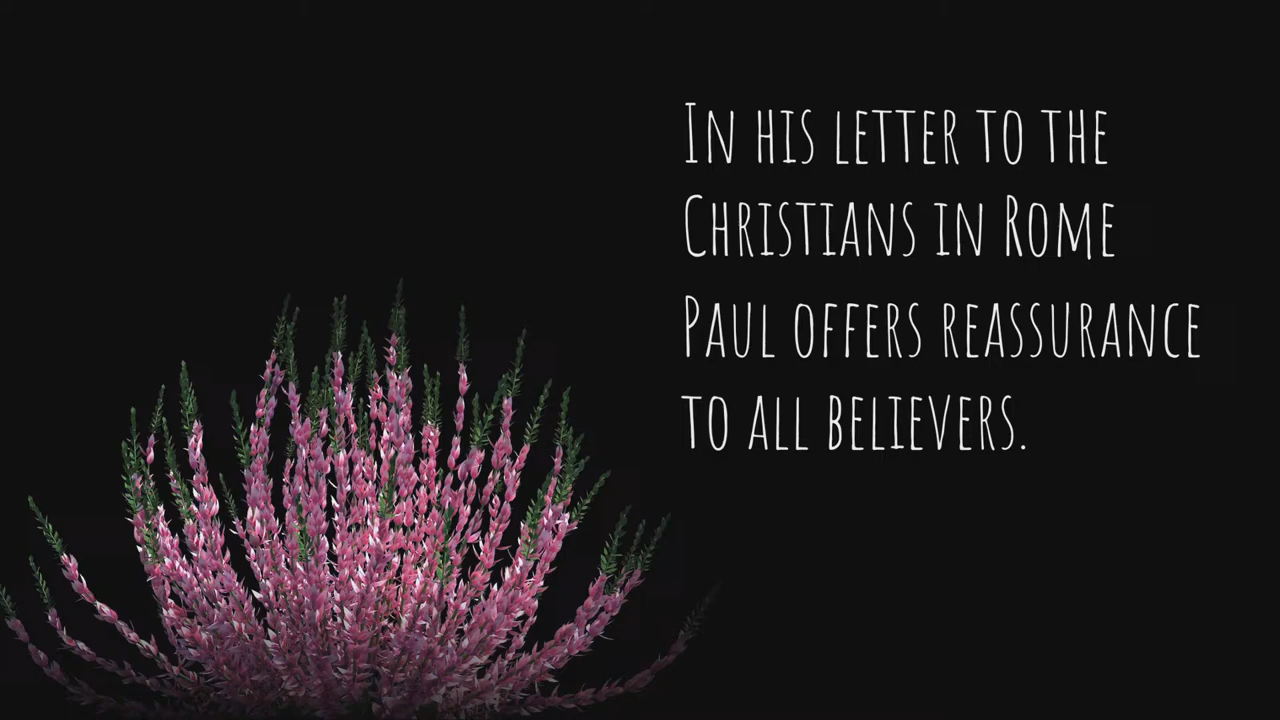 In his letter to the
Christians in Rome
Paul offers reassurance
to all believers.